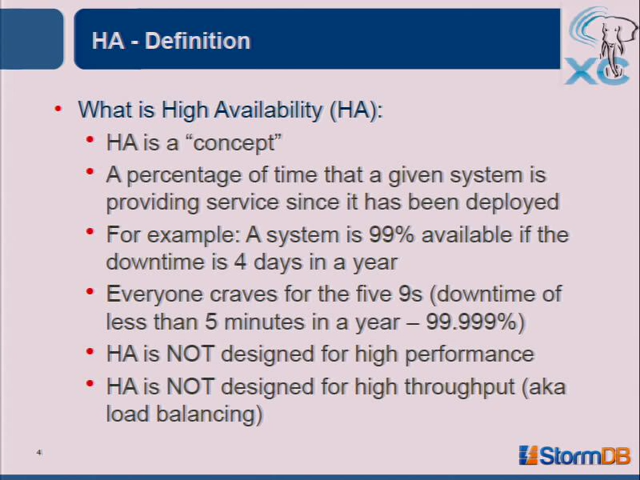 HA - Definition
XC
• What is High Availability (HA):
• HA is a “concept”
• A percentage of time that a given system is
providing service since it has been deployed
• For example: A system is 99% available if the
downtime is 4 days in a year
• Everyone craves for the five 9s (downtime of
less than 5 minutes in a year – 99.999%)
• HA is NOT designed for high performance
• HA is NOT designed for high throughput (aka
load balancing)
4
StormDB